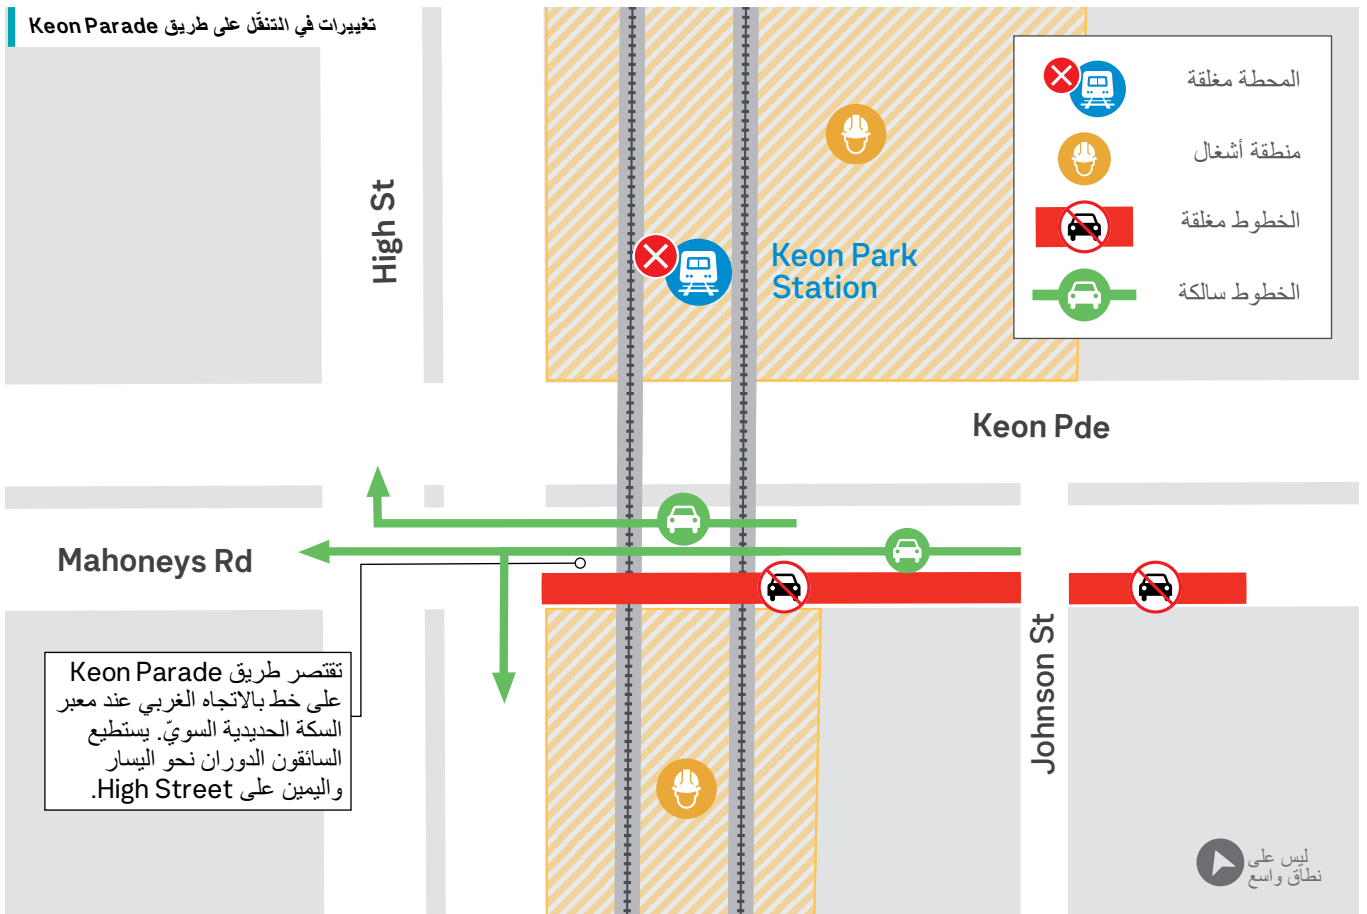 تغييرات في التنقّل على طريق Keon Parade
المحطة مغلقة
منطقة أشغال
الخطوط مغلقة
الخطوط سالكة
High St
Keon Park
Station
Keon Pde
Mahoneys Rd
Johnson St
تقتصر طريق Keon Parade
على خط بالاتجاه الغربي عند معبر
السكة الحديدية السويّ. يستطيع
السائقون الدوران نحو اليسار
واليمين على High Street.
ليس على
نطاق واسع